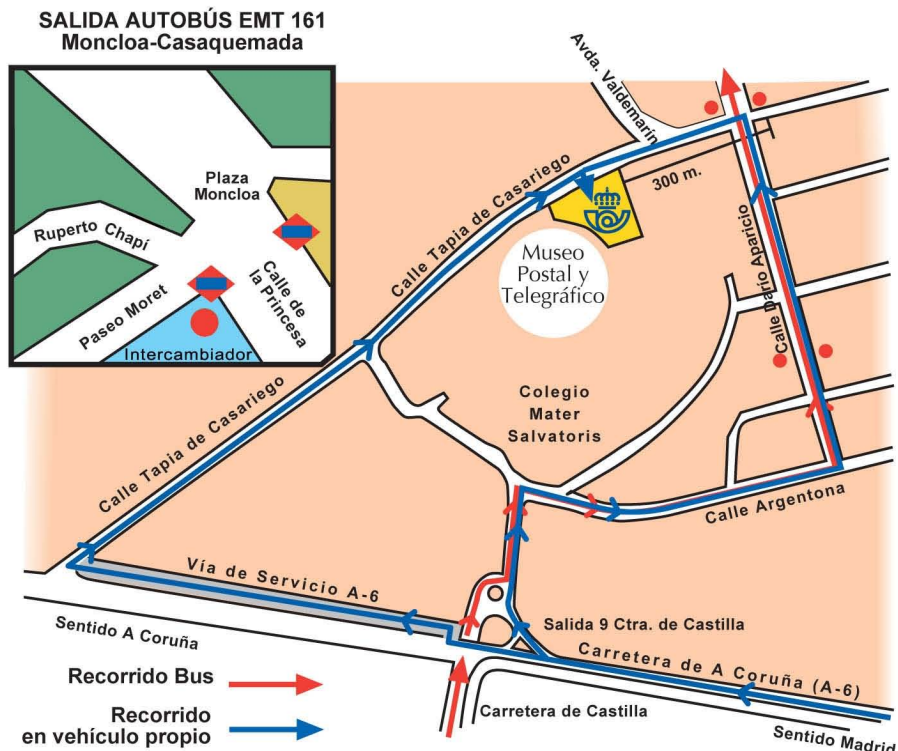 SALIDA AUTOBÚS EMT 161
Moncloa-Casaquemada
Plaza
Moncloa
Ruperto Chapí
Paseo Moret
Calle de
la Princesa
Intercambiador
Avda. Valdemarín
300 m.
Calle Tapia de Casariego
Museo
Postal y
Telegráfico
Calle Darío Aparicio
Colegio
Mater
Salvatoris
Calle Tapia de Casariego
Calle Argentona
Vía de Servicio A-6
Salida 9 Ctra. de Castilla
Sentido A Coruña
Carretera de A Coruña (A-6)
Recorrido Bus
Recorrido
en vehículo propio
Carretera de Castilla
Sentido Madrid